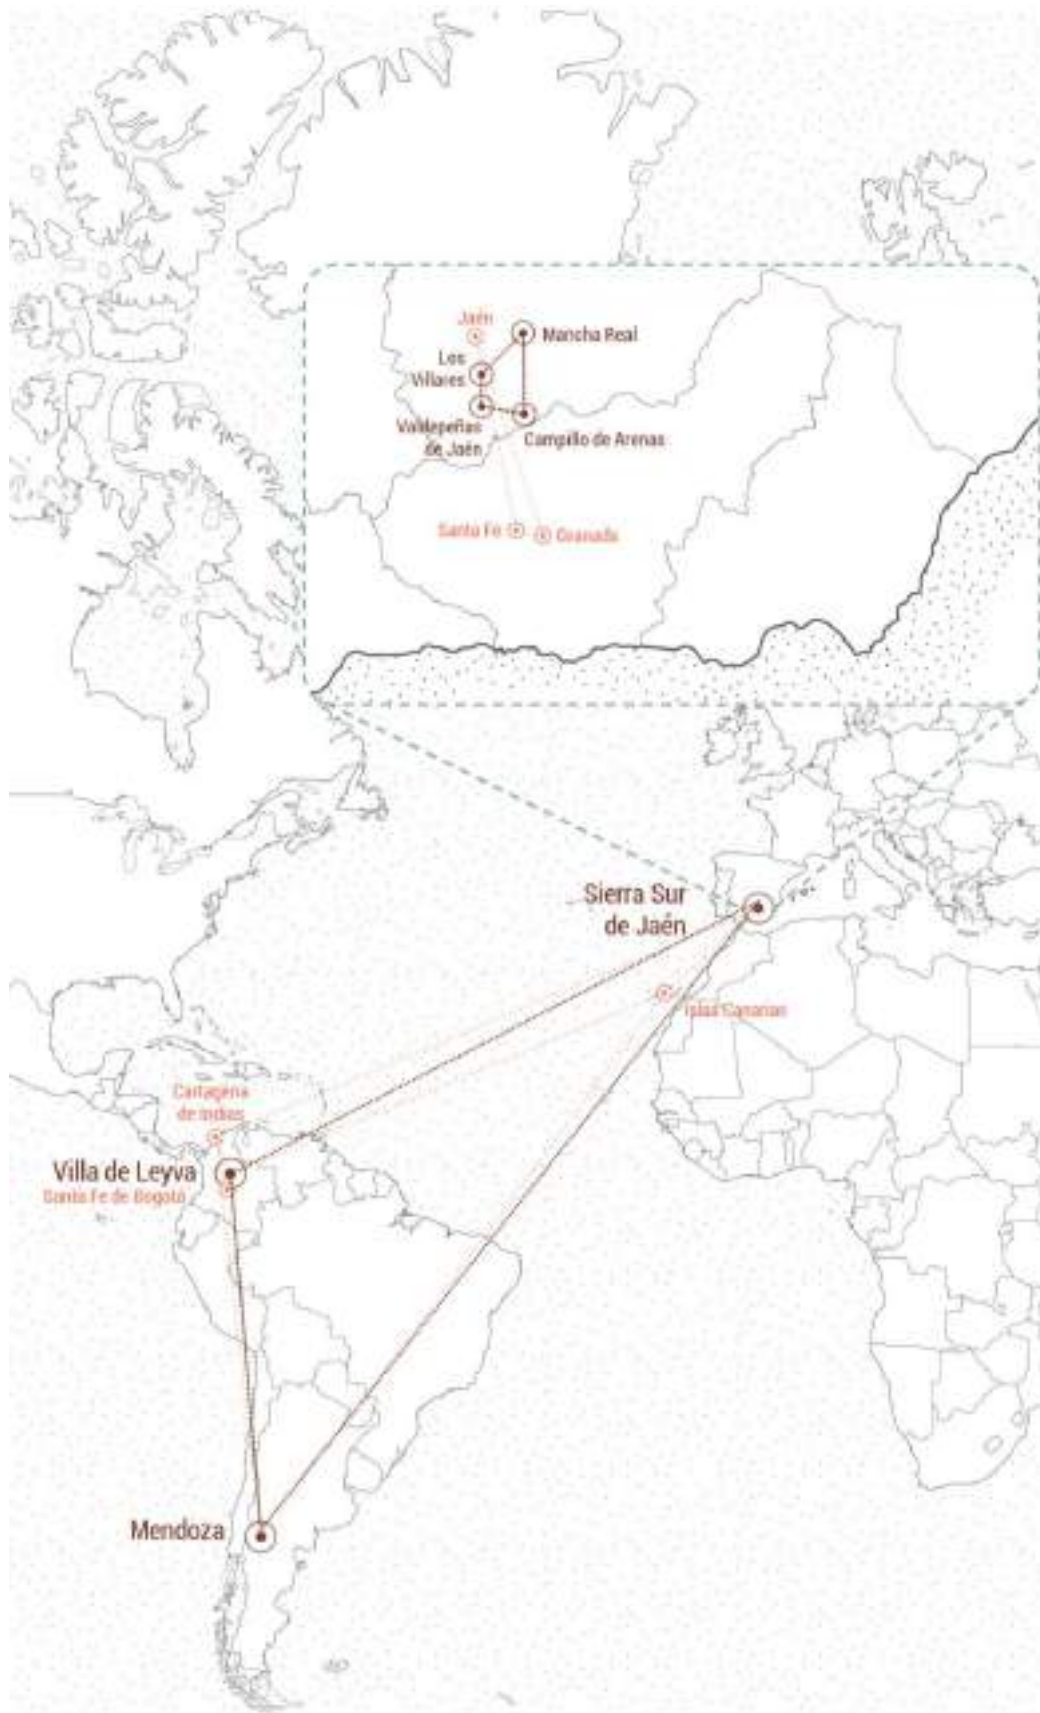 Jaén
Mancha Real
Los
Villares
Valdepeñas
de Jaén
Campillo de Arenas
Santa Fe
Granada
Sierra Sur
de Jaén
Islas Canarias
Cartagena
de Indias
Villa de Leyva
Santa Fe de Bogotá
Mendoza